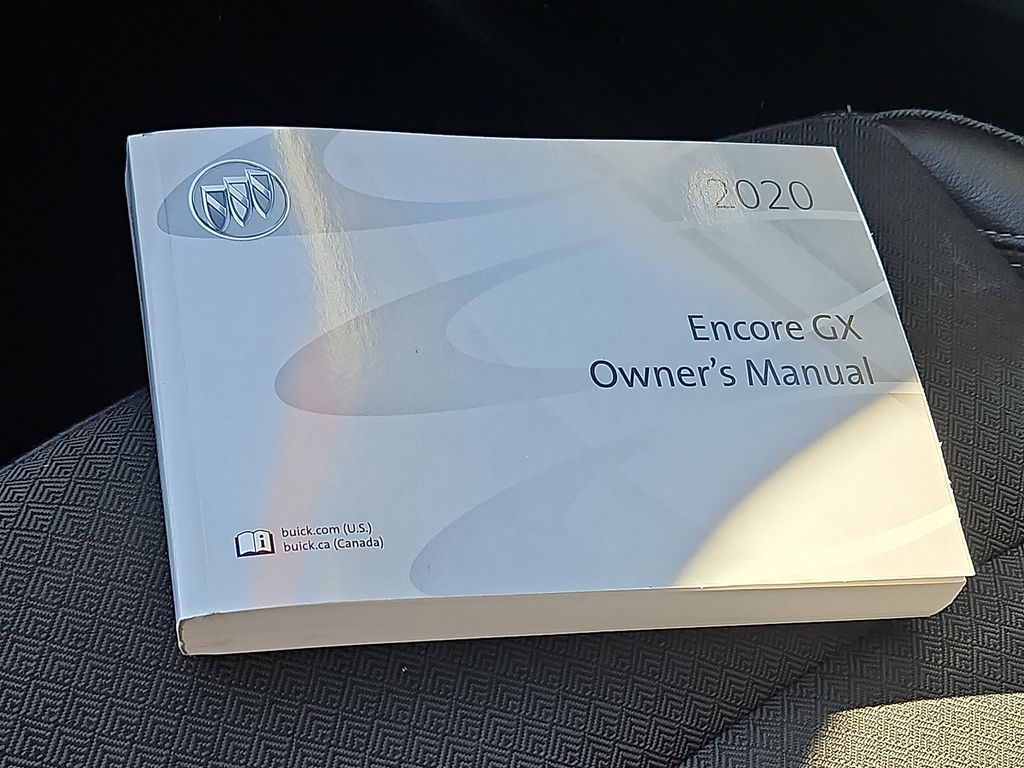 2020
Encore GX
Owner's Manual
buick.com (U.S.)
buick.ca (Canada)